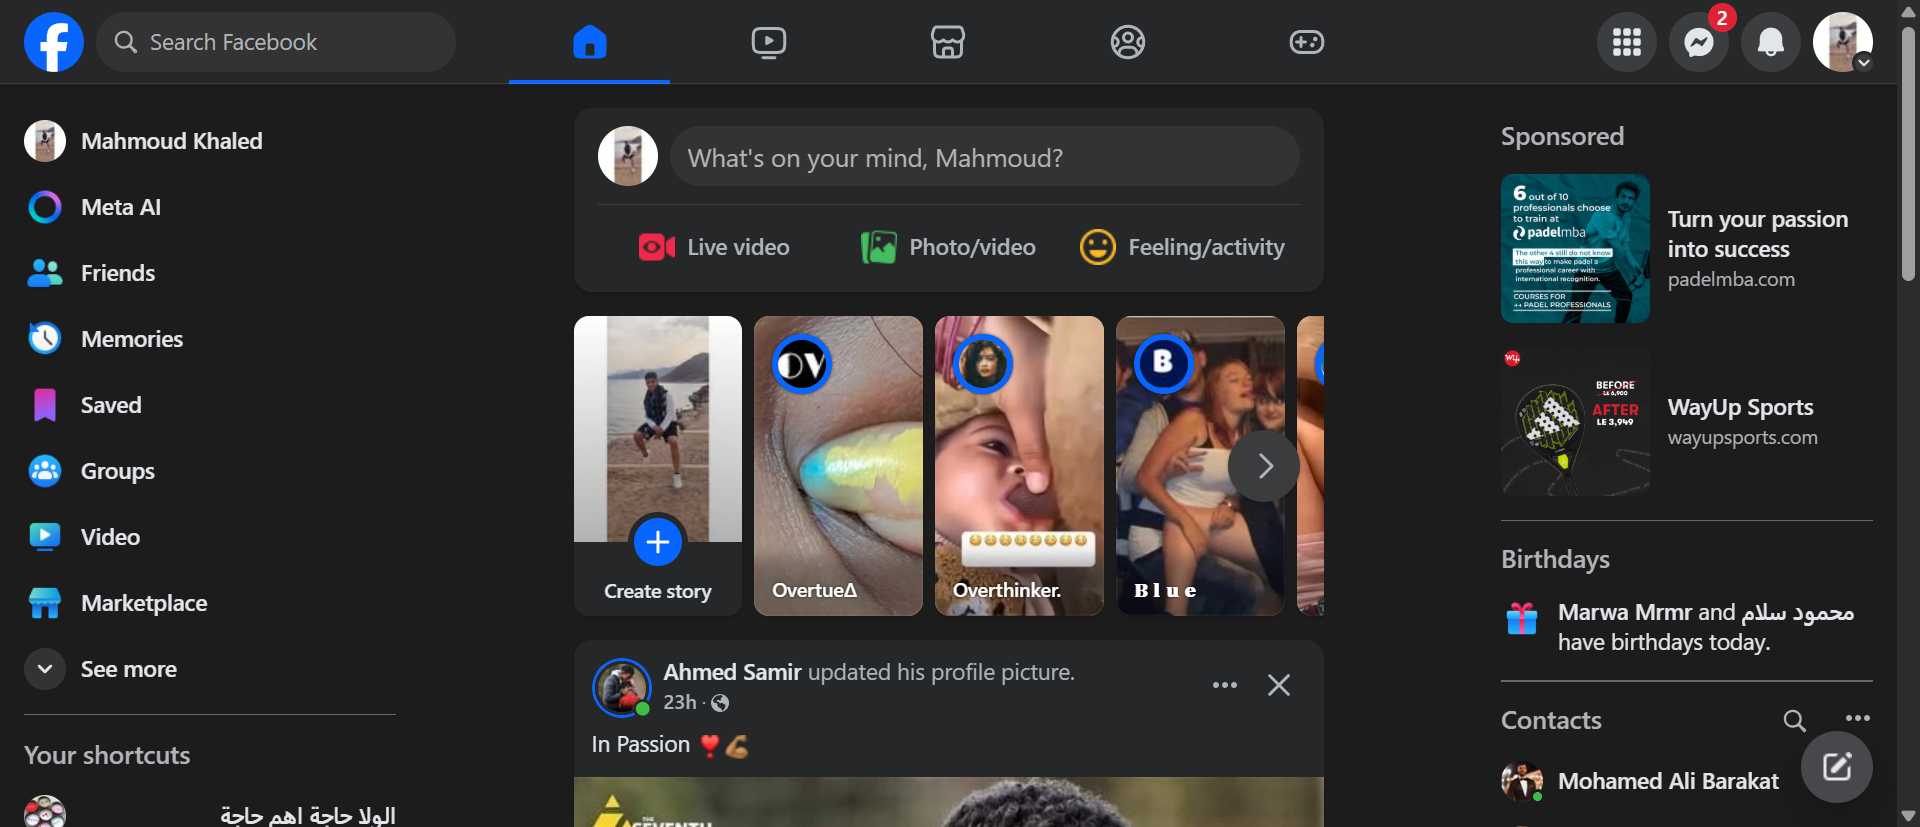 Search Facebook
2
Mahmoud Khaled
Meta AI
Friends
Memories
Saved
Groups
Video
Marketplace
See more
Your shortcuts
الولا حاجة اهم حاجة
What's on your mind, Mahmoud?
Live video
Photo/video
Feeling/activity
Create story
OV
OvertueΔ
Overthinker.
B
Blue
Ahmed Samir updated his profile picture.
23h ·
In Passion
THE
SEVENTH
Sponsored
6 out of 10
professionals choose
to train at
padelmba
The other 4 still do not know
this way to make padel a
professional career with
international recognition.
COURSES FOR
++ PADEL PROFESSIONALS
Turn your passion
into success
padelmba.com
BEFORE
LE 6,900
AFTER
LE 3,949
WayUp Sports
wayupsports.com
Birthdays
Marwa Mrmr and محمود سلام
have birthdays today.
Contacts
Mohamed Ali Barakat